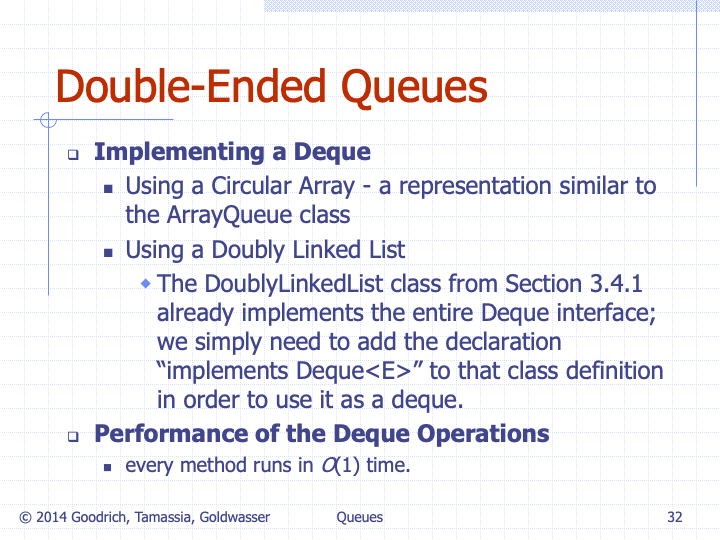 Double-Ended Queues
Implementing a Deque
Using a Circular Array - a representation similar to
the ArrayQueue class
Using a Doubly Linked List
The DoublyLinkedList class from Section 3.4.1
already implements the entire Deque interface;
we simply need to add the declaration
“implements Deque<E>” to that class definition
in order to use it as a deque.
Performance of the Deque Operations
every method runs in O(1) time.
© 2014 Goodrich, Tamassia, Goldwasser
Queues
32